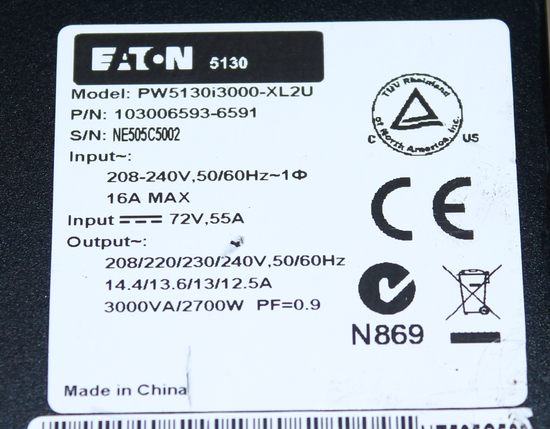 EATON 5130
Model: PW5130i3000-XL2U
P/N: 103006593-6591
S/N: NE505C5002
Input~:
208-240V,50/60Hz~1Φ
16A MAX
Input ⎓ 72V,55A
Output~:
208/220/230/240V,50/60Hz
14.4/13.6/13/12.5A
3000VA/2700W PF=0.9
Made in China
TUV Rheinland
of North America, Inc.
C US
CE
N869